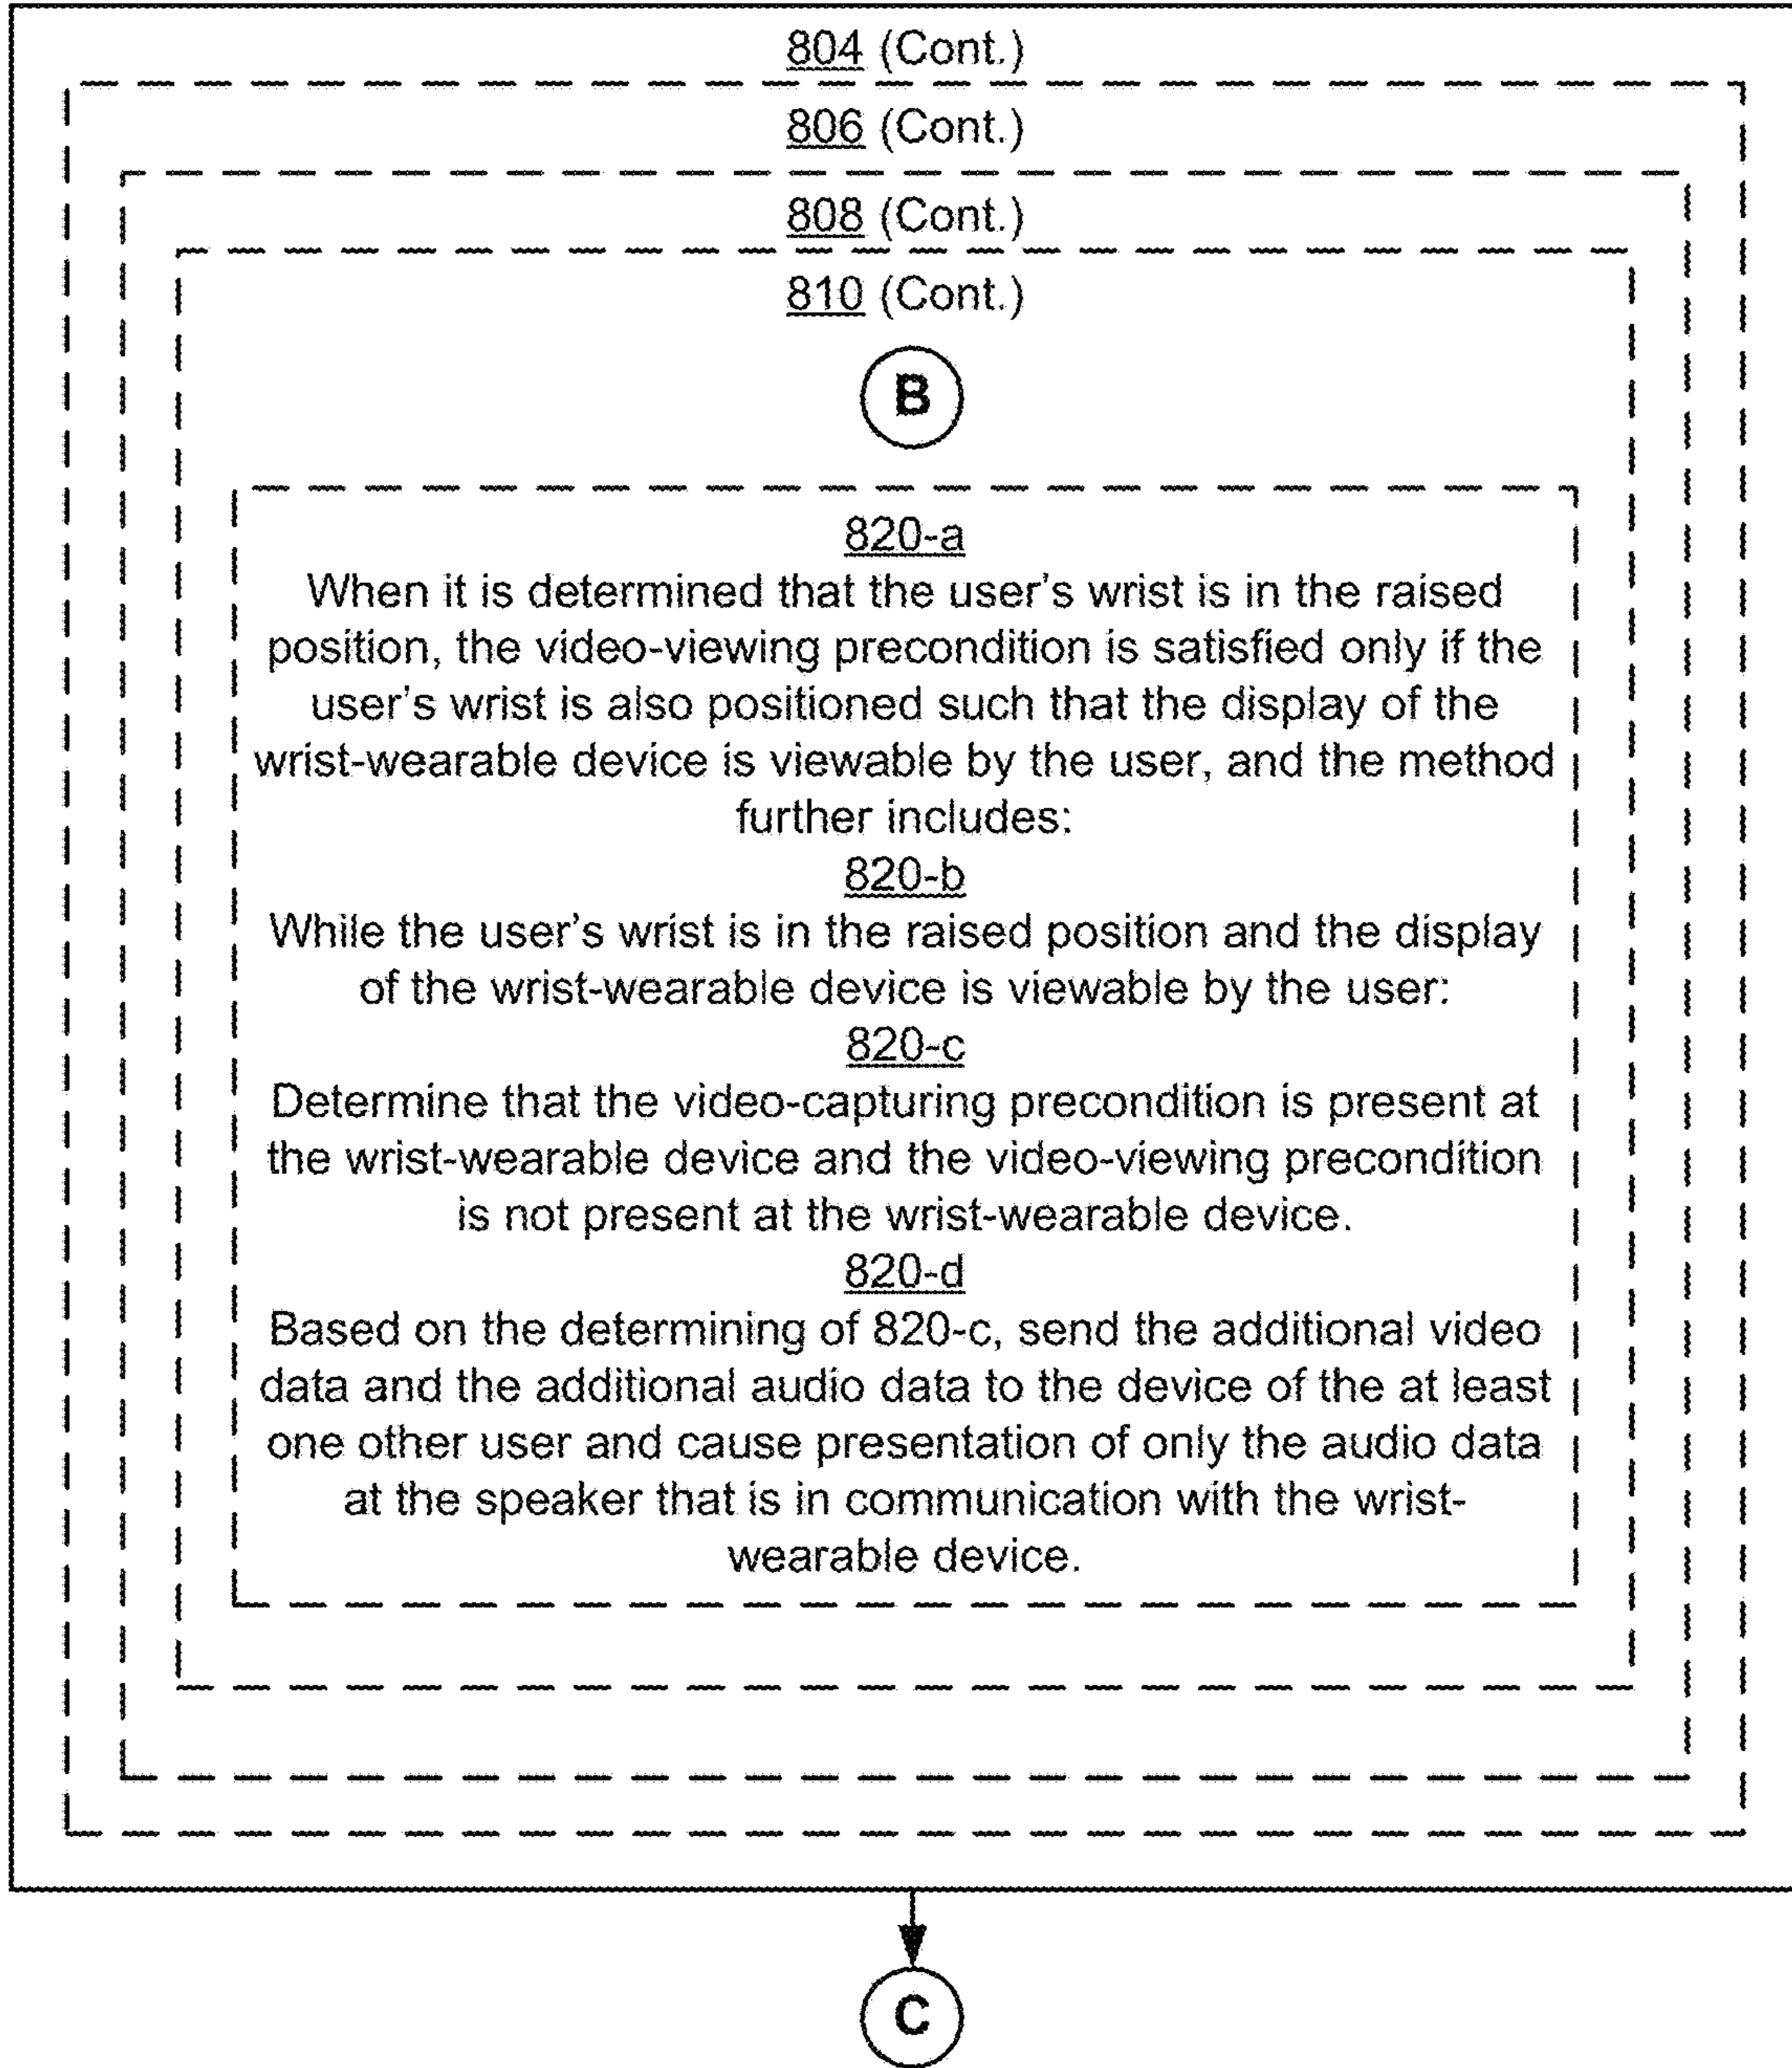 804 (Cont.)
806 (Cont.)
808 (Cont.)
810 (Cont.)
B
820-a
When it is determined that the user's wrist is in the raised
position, the video-viewing precondition is satisfied only if the
user's wrist is also positioned such that the display of the
wrist-wearable device is viewable by the user, and the method
further includes:
820-b
While the user's wrist is in the raised position and the display
of the wrist-wearable device is viewable by the user:
820-c
Determine that the video-capturing precondition is present at
the wrist-wearable device and the video-viewing precondition
is not present at the wrist-wearable device.
820-d
Based on the determining of 820-c, send the additional video
data and the additional audio data to the device of the at least
one other user and cause presentation of only the audio data
at the speaker that is in communication with the wrist-
wearable device.
C